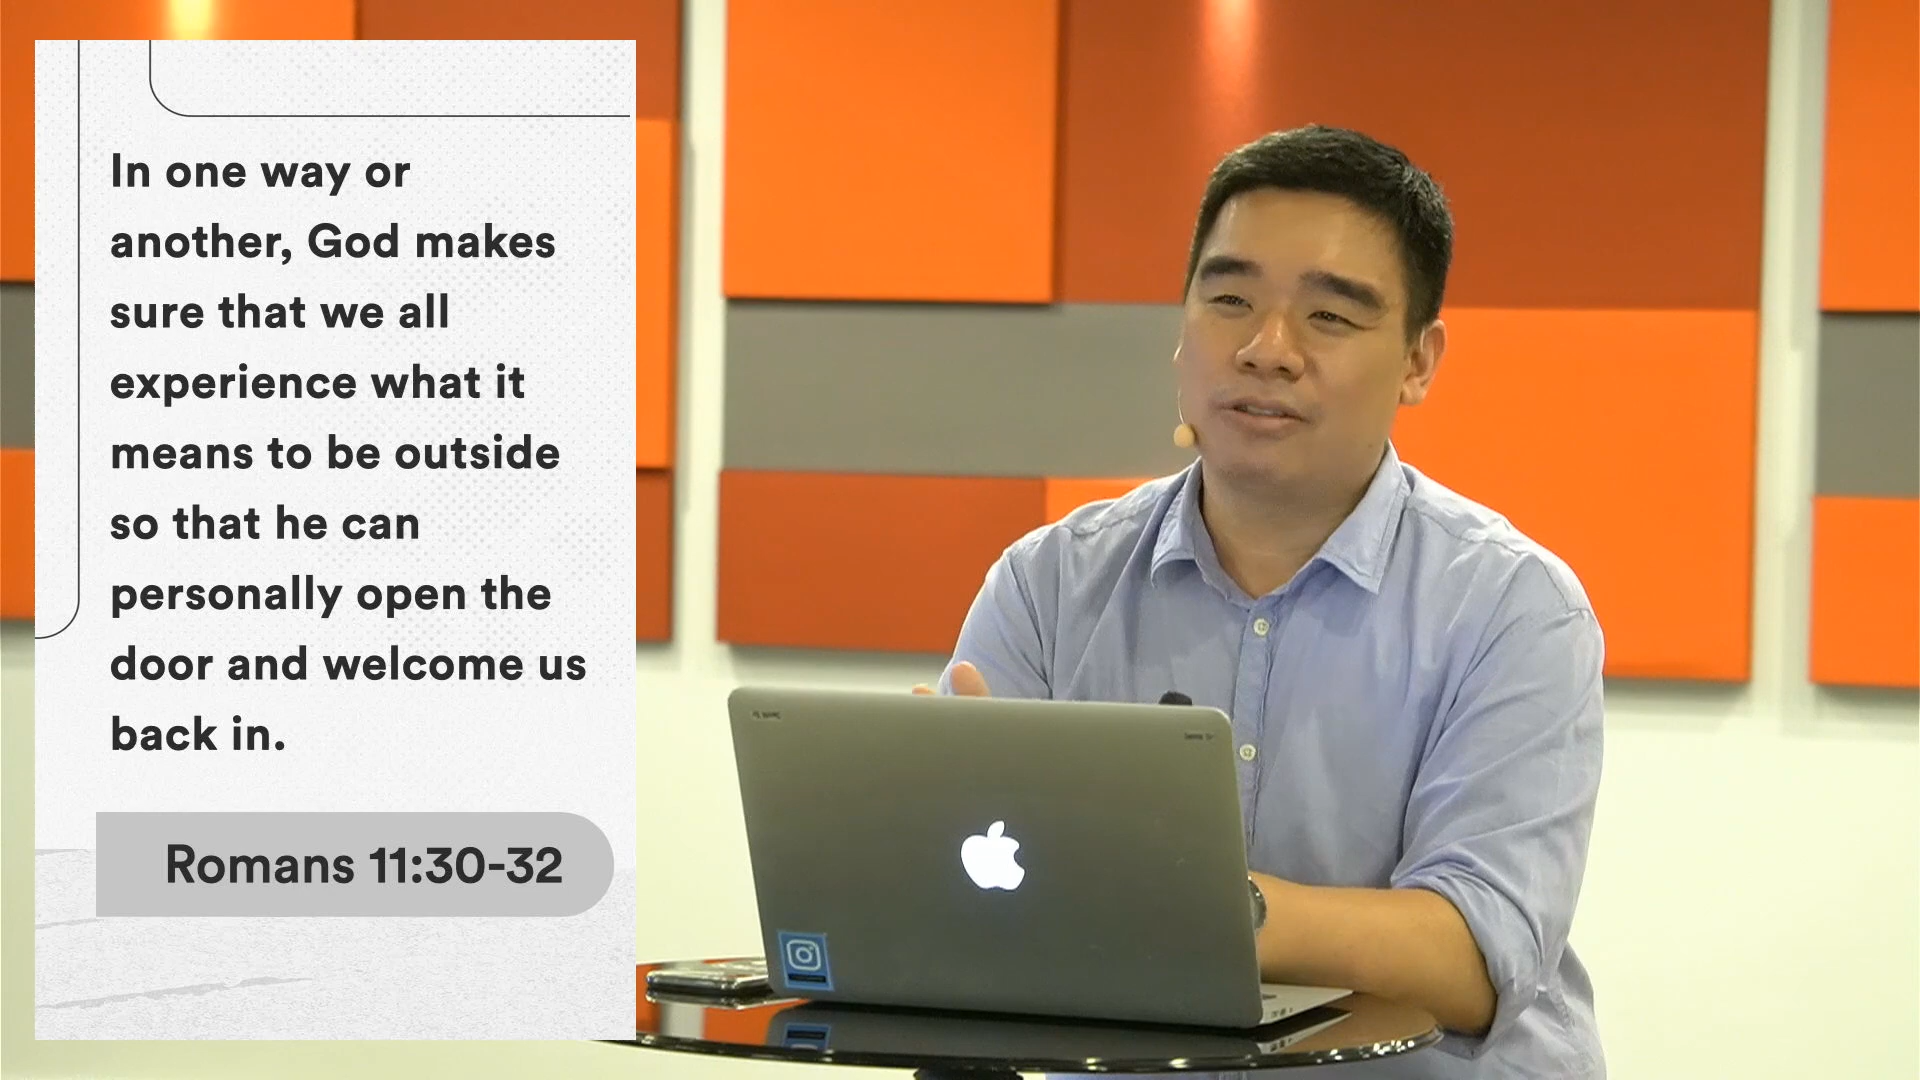 In one way or
another, God makes
sure that we all
experience what it
means to be outside
so that he can
personally open the
door and welcome us
back in.
Romans 11:30-32